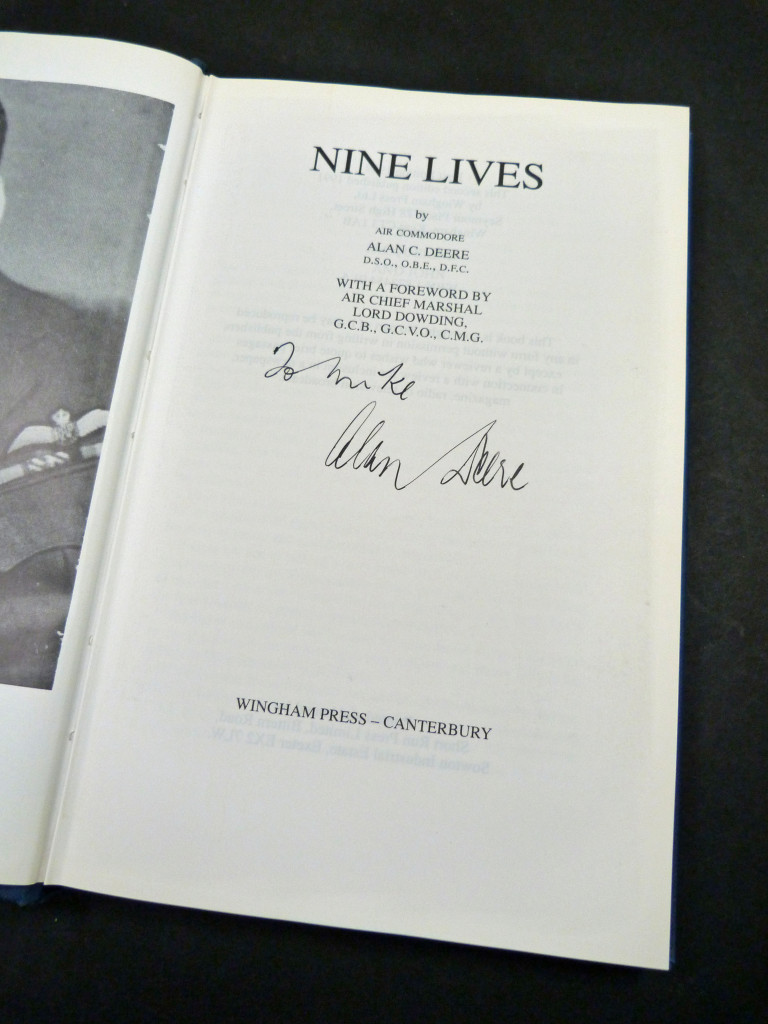 NINE LIVES
by
AIR COMMODORE
ALAN C. DEERE
D.S.O., O.B.E., D.F.C.
WITH A FOREWORD BY
AIR CHIEF MARSHAL
LORD DOWDING,
G.C.B., G.C.V.O., C.M.G.
To Mike
Alan Deere
WINGHAM PRESS – CANTERBURY